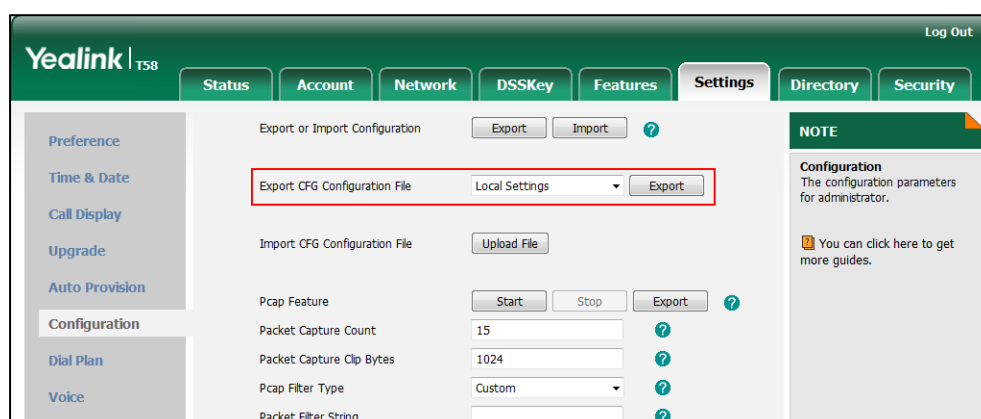 Log Out
Yealink T58
Status Account Network DSSKey Features Settings Directory Security
Preference
Time & Date
Call Display
Upgrade
Auto Provision
Configuration
Dial Plan
Voice
Export or Import Configuration Export Import ?
Export CFG Configuration File Local Settings Export
Import CFG Configuration File Upload File
Pcap Feature Start Stop Export ?
Packet Capture Count 15 ?
Packet Capture Clip Bytes 1024 ?
Pcap Filter Type Custom ?
Packet Filter String ?
NOTE
Configuration
The configuration parameters
for administrator.
? You can click here to get
more guides.